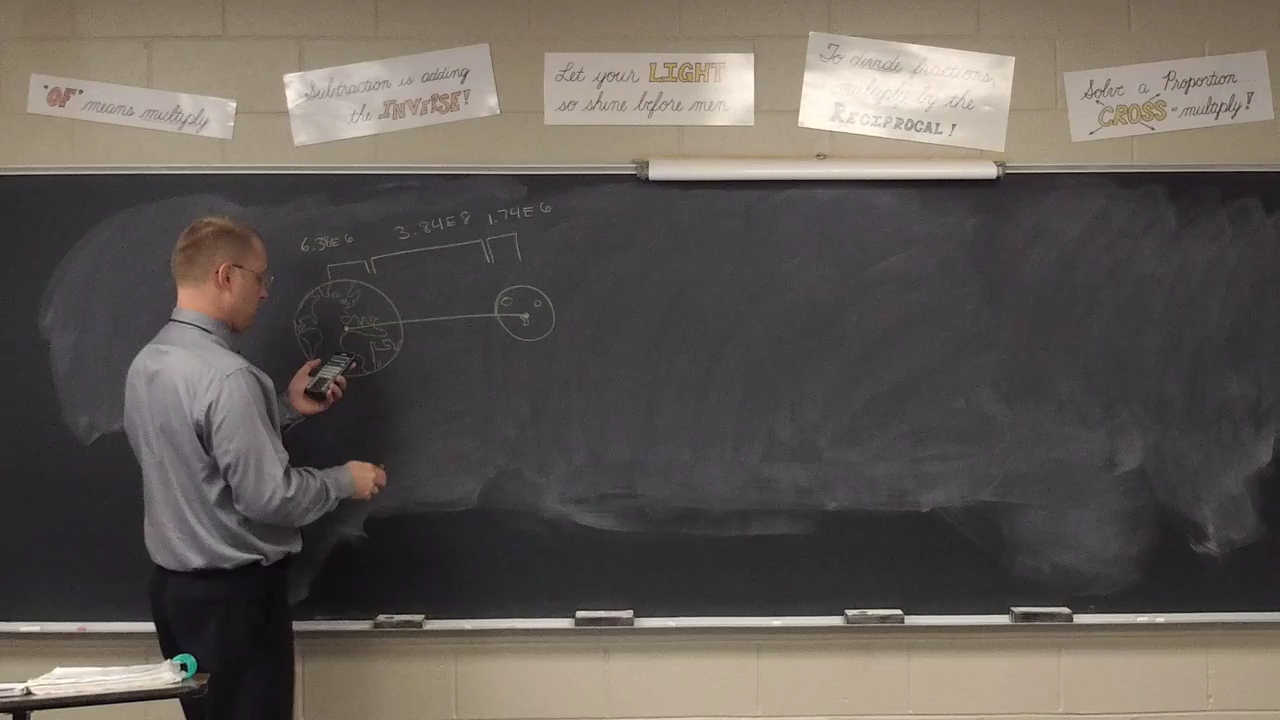 "OF" means multiply
Subtraction is adding
the INVERSE!
Let your LIGHT
so shine before men
To divide fractions,
multiply by the
RECIPROCAL!
Solve a Proportion...
CROSS-multiply!
6.38E6 3.84E8 1.74E6